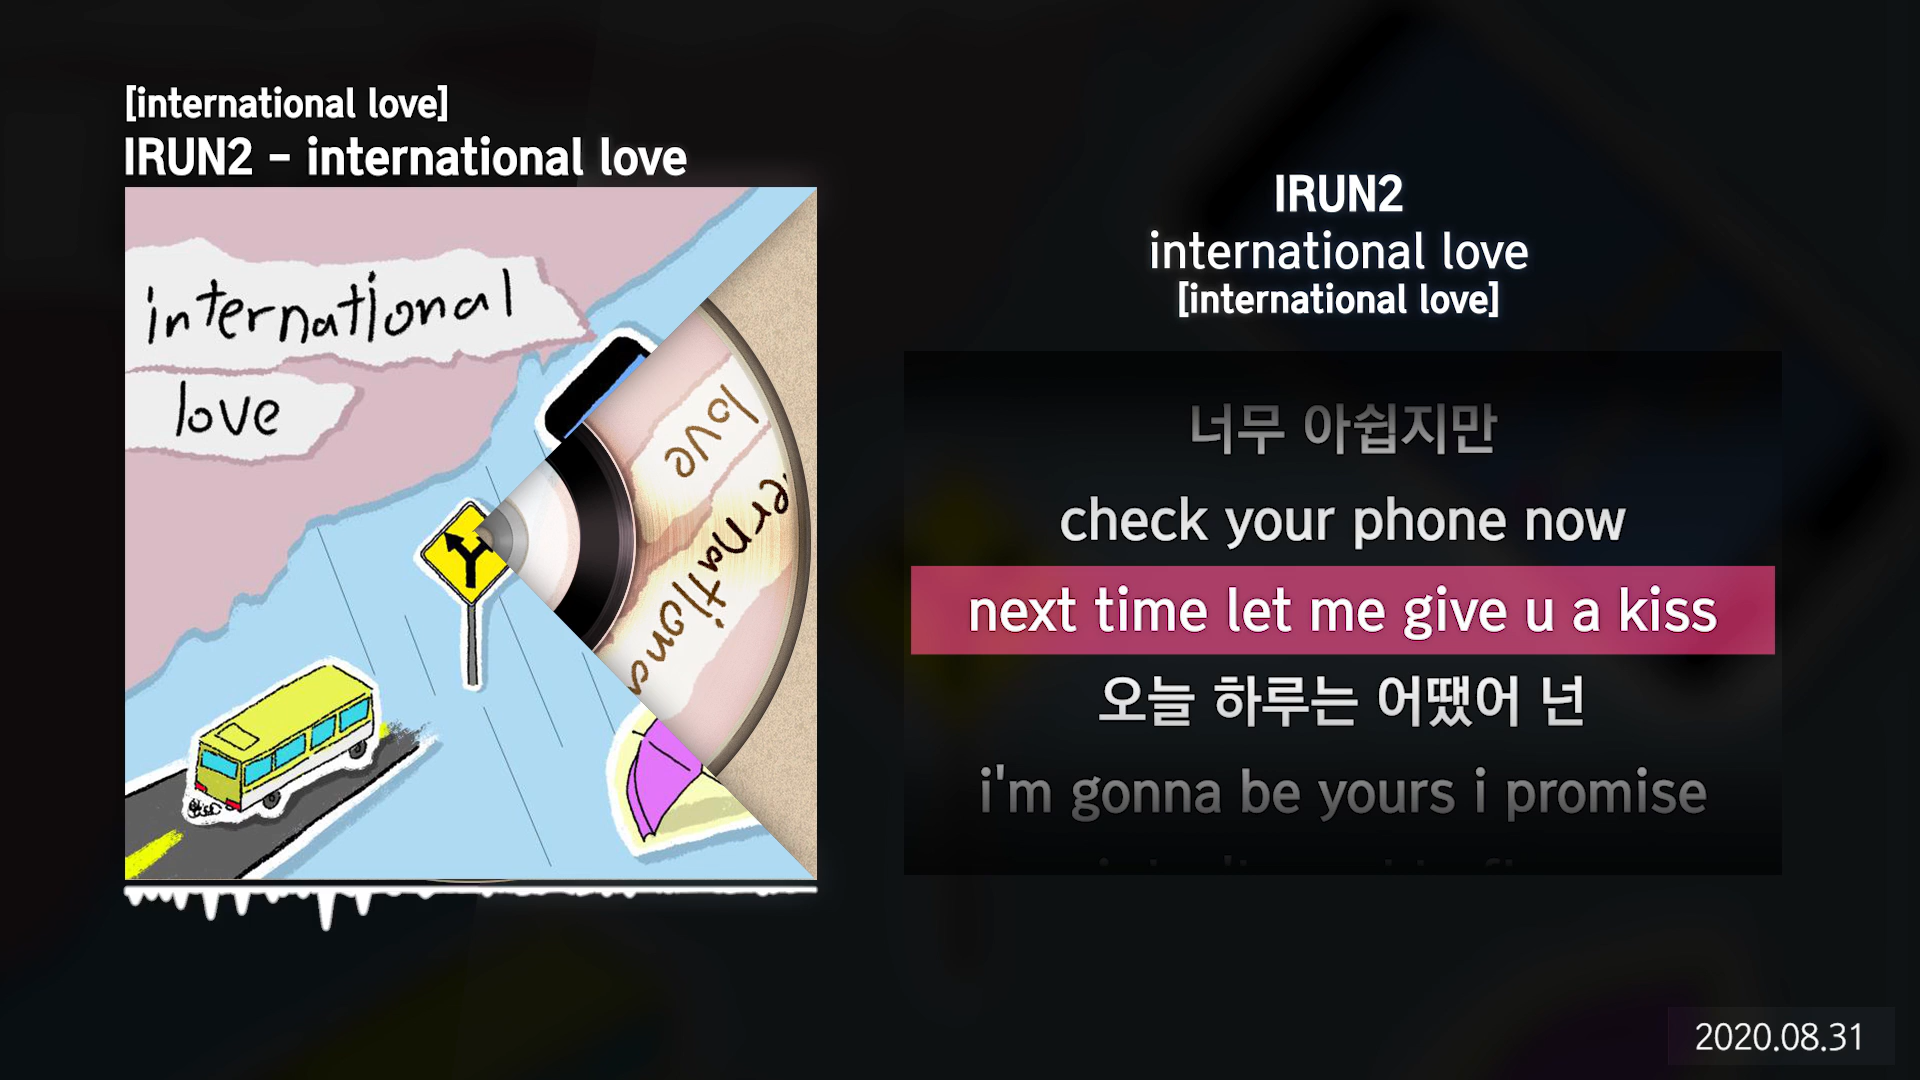 [international love]
IRUN2 - international love
international
love
love
ernational
IRUN2
international love
[international love]
너무 아쉽지만
check your phone now
next time let me give u a kiss
오늘 하루는 어땠어 넌
i'm gonna be yours i promise
2020.08.31